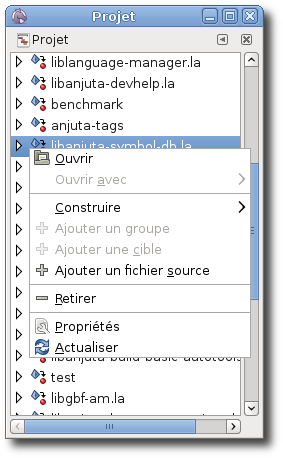 Projet
Projet
liblanguage-manager.la
libanjuta-devhelp.la
benchmark
anjuta-tags
libanjuta-symbol-db.la
Ouvrir
Ouvrir avec
Construire
Ajouter un groupe
Ajouter une cible
Ajouter un fichier source
Retirer
Propriétés
Actualiser
libanjuta-build-basic-autotools
test
libgbf-am.la